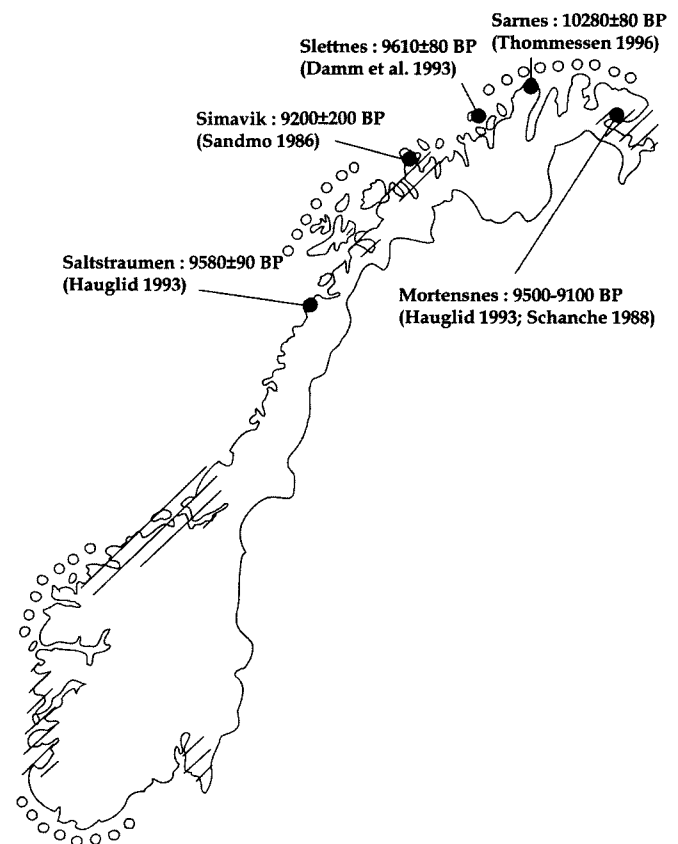 Sarnes : 10280±80 BP
(Thommessen 1996)
Slettnes : 9610±80 BP
(Damm et al. 1993)
Simavik : 9200±200 BP
(Sandmo 1986)
Saltstraumen : 9580±90 BP
(Hauglid 1993)
Mortensnes : 9500-9100 BP
(Hauglid 1993; Schanche 1988)